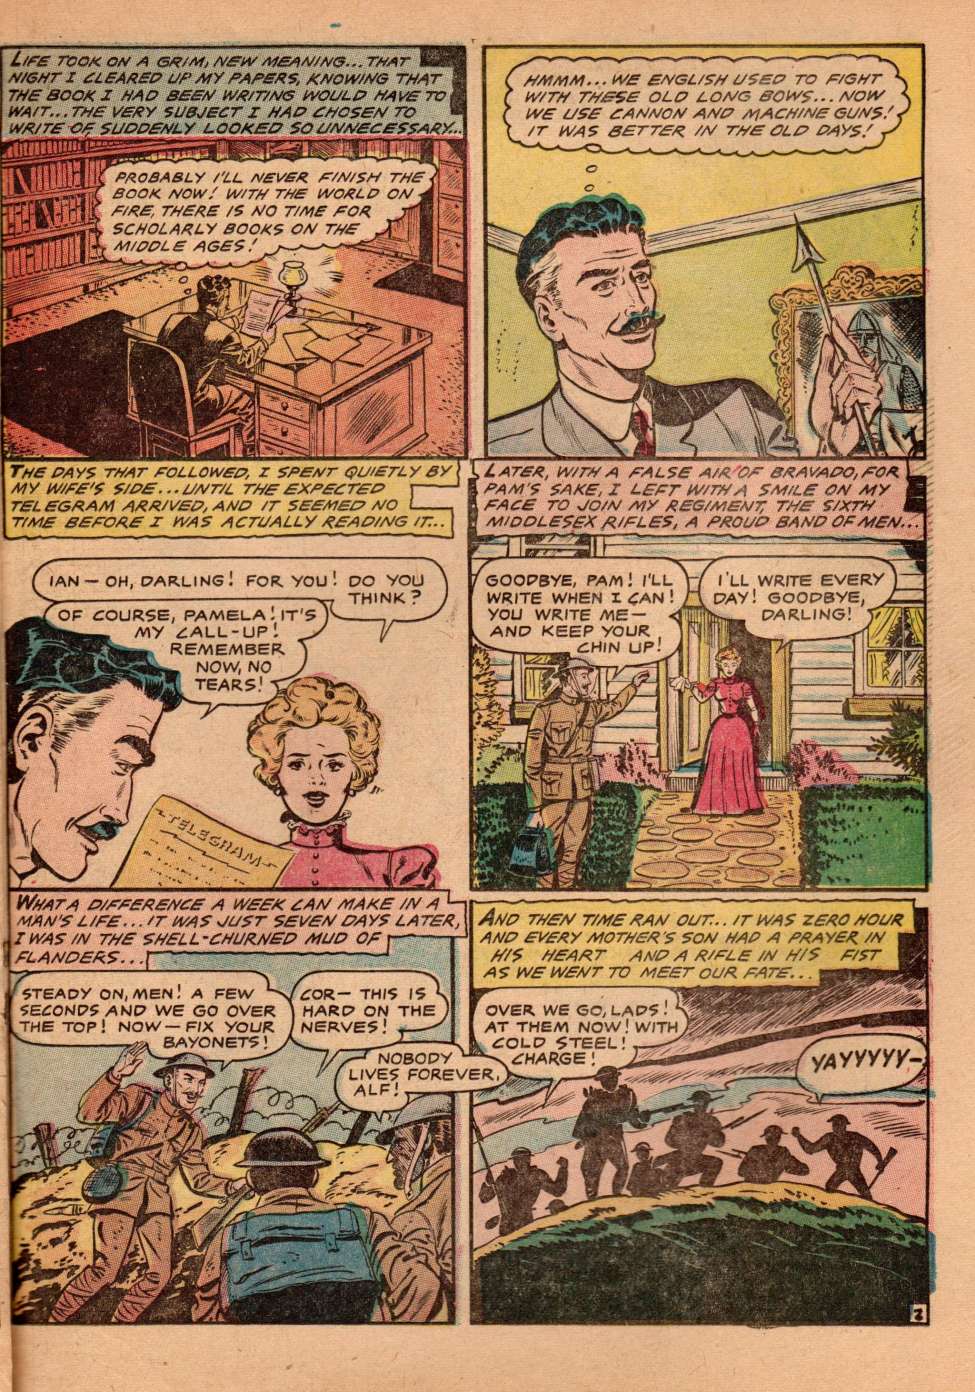 LIFE TOOK ON A GRIM, NEW MEANING... THAT
NIGHT I CLEARED UP MY PAPERS, KNOWING THAT
THE BOOK I HAD BEEN WRITING WOULD HAVE TO
WAIT... THE VERY SUBJECT I HAD CHOSEN TO
WRITE OF SUDDENLY LOOKED SO UNNECESSARY...
PROBABLY I'LL NEVER FINISH THE
BOOK NOW! WITH THE WORLD ON
FIRE, THERE IS NO TIME FOR
SCHOLARLY BOOKS ON THE
MIDDLE AGES!
HMMM... WE ENGLISH USED TO FIGHT
WITH THESE OLD LONG BOWS... NOW
WE USE CANNON AND MACHINE GUNS!
IT WAS BETTER IN THE OLD DAYS!
THE DAYS THAT FOLLOWED, I SPENT QUIETLY BY
MY WIFE'S SIDE... UNTIL THE EXPECTED
TELEGRAM ARRIVED, AND IT SEEMED NO
TIME BEFORE I WAS ACTUALLY READING IT...
IAN — OH, DARLING! FOR YOU! DO YOU
THINK?
OF COURSE, PAMELA! IT'S
MY CALL-UP!
REMEMBER
NOW, NO
TEARS!
TELEGRAM
LATER, WITH A FALSE AIR OF BRAVADO, FOR
PAM'S SAKE, I LEFT WITH A SMILE ON MY
FACE TO JOIN MY REGIMENT, THE SIXTH
MIDDLESEX RIFLES, A PROUD BAND OF MEN...
GOODBYE, PAM! I'LL
WRITE WHEN I CAN!
YOU WRITE ME —
AND KEEP YOUR
CHIN UP!
I'LL WRITE EVERY
DAY! GOODBYE,
DARLING!
WHAT A DIFFERENCE A WEEK CAN MAKE IN A
MAN'S LIFE... IT WAS JUST SEVEN DAYS LATER,
I WAS IN THE SHELL-CHURNED MUD OF
FLANDERS...
STEADY ON, MEN! A FEW
SECONDS AND WE GO OVER
THE TOP! NOW — FIX YOUR
BAYONETS!
COR — THIS IS
HARD ON THE
NERVES!
NOBODY
LIVES FOREVER,
ALF!
AND THEN TIME RAN OUT... IT WAS ZERO HOUR
AND EVERY MOTHER'S SON HAD A PRAYER IN
HIS HEART AND A RIFLE IN HIS FIST
AS WE WENT TO MEET OUR FATE...
OVER WE GO, LADS!
AT THEM NOW! WITH
COLD STEEL!
CHARGE!
YAYYYYYY-
2